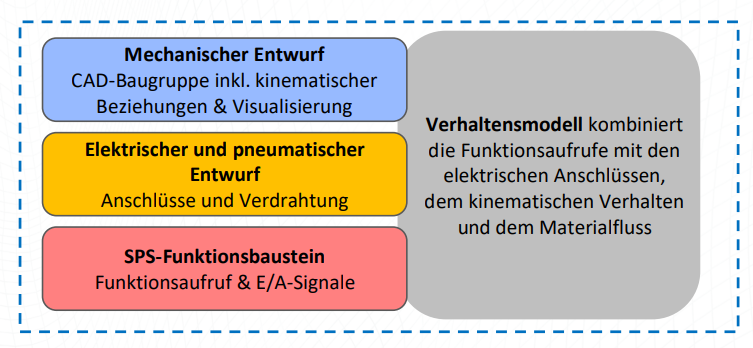 Mechanischer Entwurf
CAD-Baugruppe inkl. kinematischer
Beziehungen & Visualisierung
Elektrischer und pneumatischer
Entwurf
Anschlüsse und Verdrahtung
SPS-Funktionsbaustein
Funktionsaufruf & E/A-Signale
Verhaltensmodell kombiniert
die Funktionsaufrufe mit den
elektrischen Anschlüssen,
dem kinematischen Verhalten
und dem Materialfluss